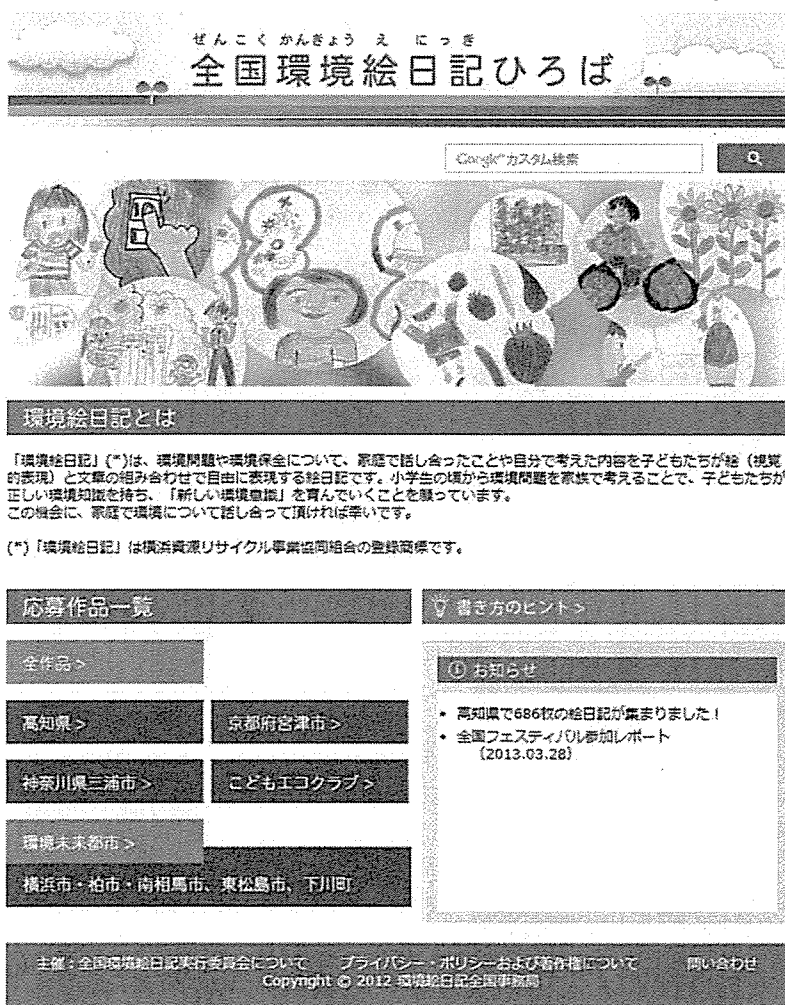 ぜんこくかんきょうえにっき
全国環境絵日記ひろば
Google™カスタム検索
環境絵日記とは
「環境絵日記」(*)は、環境問題や環境保全について、家庭で話し合ったことや自分で考えた内容を子どもたちが絵（視覚
的表現）と文章の組み合わせで自由に表現する絵日記です。小学生の頃から環境問題を家族で考えることで、子どもたちが
正しい環境知識を持ち、「新しい環境意識」を育んでいくことを願っています。
この機会に、家庭で環境について話し合って頂ければ幸いです。
(*)「環境絵日記」は横浜資源リサイクル事業協同組合の登録商標です。
応募作品一覧
全作品 >
高知県 >
京都府宮津市 >
神奈川県三浦市 >
こどもエコクラブ >
環境未来都市 >
横浜市・柏市・南相馬市、東松島市、下川町
書き方のヒント >
お知らせ
• 高知県で686枚の絵日記が集まりました！
• 全国フェスティバル参加レポート
（2013.03.28）
主催：全国環境絵日記実行委員会について プライバシー・ポリシーおよび著作権について 問い合わせ
Copyright © 2012 環境絵日記全国事務局